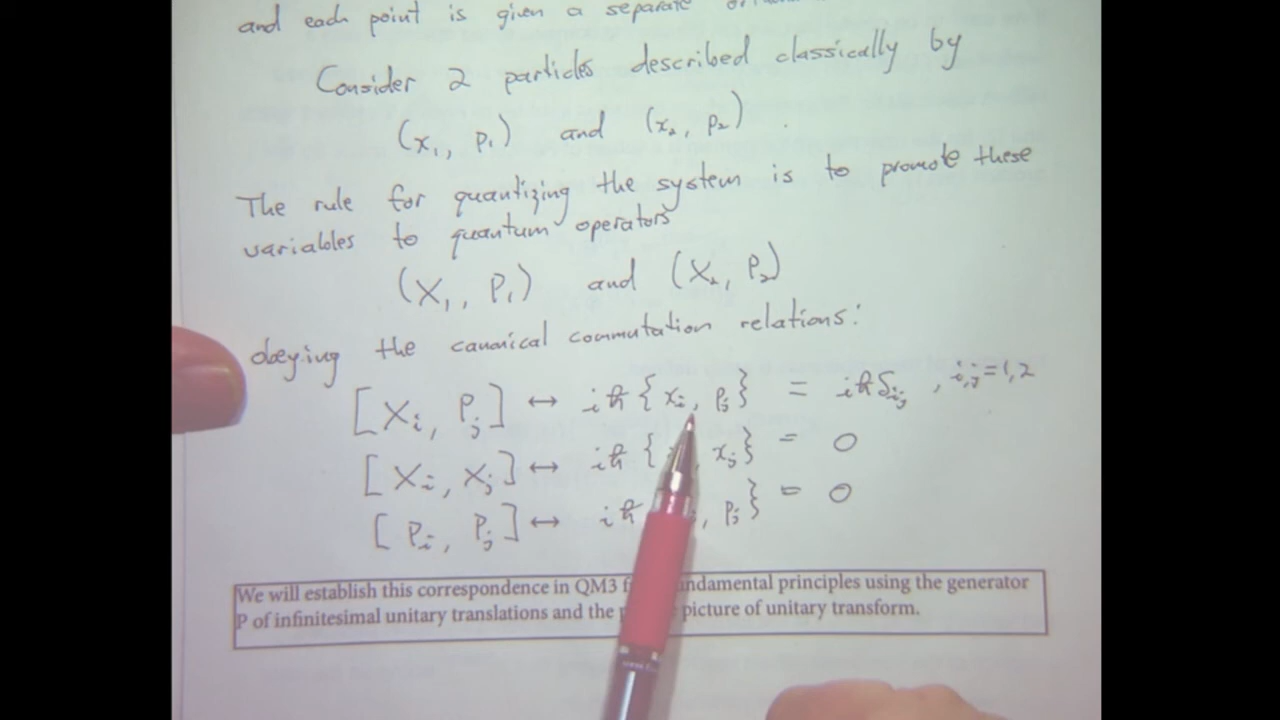 and each point is given a separate
Consider 2 particles described classically by
(x₁, p₁) and (x₂, p₂) .
The rule for quantizing the system is to promote these
variables to quantum operators
(X₁, P₁) and (X₂, P₂)
obeying the canonical commutation relations:
[Xᵢ, Pⱼ] ↔ iħ{xᵢ, pⱼ} = iħδᵢⱼ , i,j=1,2
[Xᵢ, Xⱼ] ↔ iħ{ , xⱼ} = 0
[Pᵢ, Pⱼ] ↔ iħ , pⱼ} = 0
We will establish this correspondence in QM3 principles using the generator
P of infinitesimal unitary translations and the picture of unitary transform.